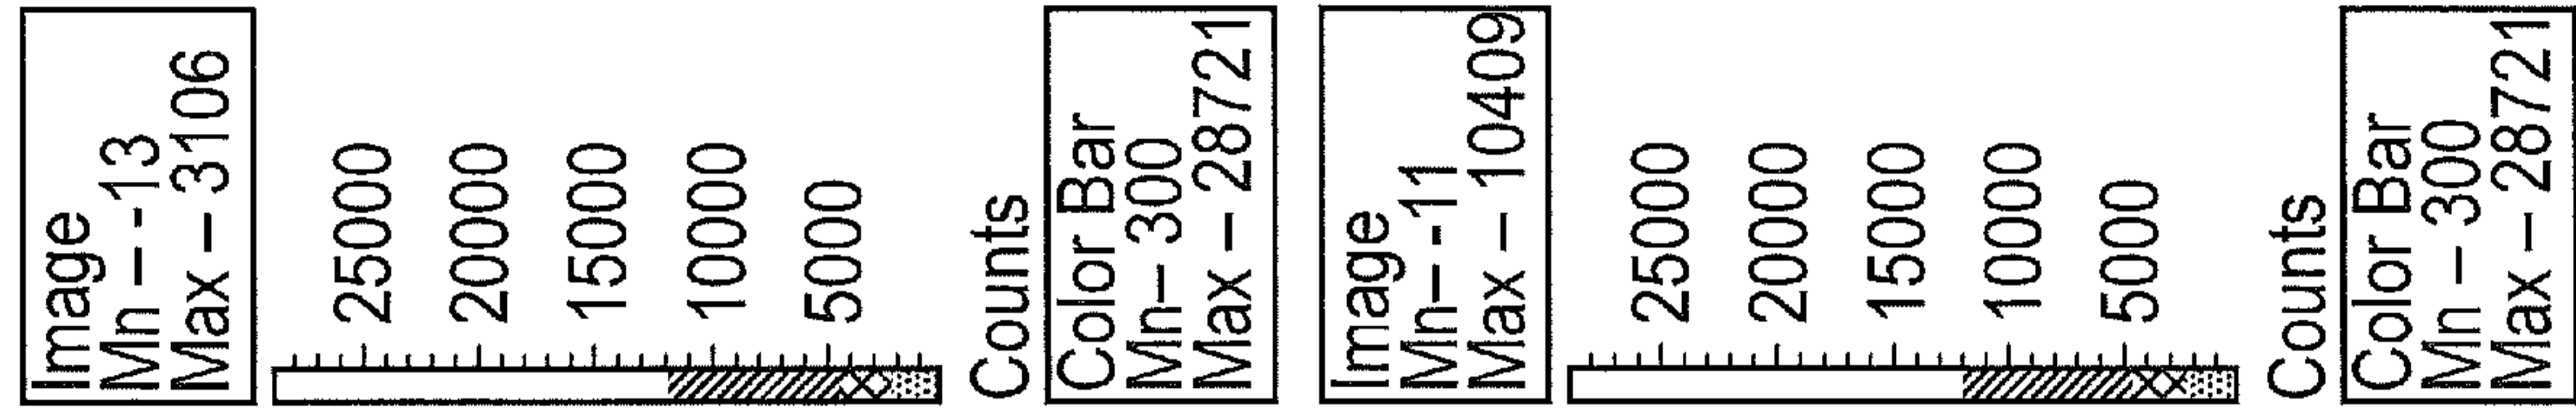 Image
Mn – -13
Max – 3106
25000
20000
15000
10000
5000
Counts
Color Bar
Mn– 300
Max – 28721
Image
Mn– -11
Max – 10409
25000
20000
15000
10000
5000
Counts
Color Bar
Mn – 300
Max – 28721